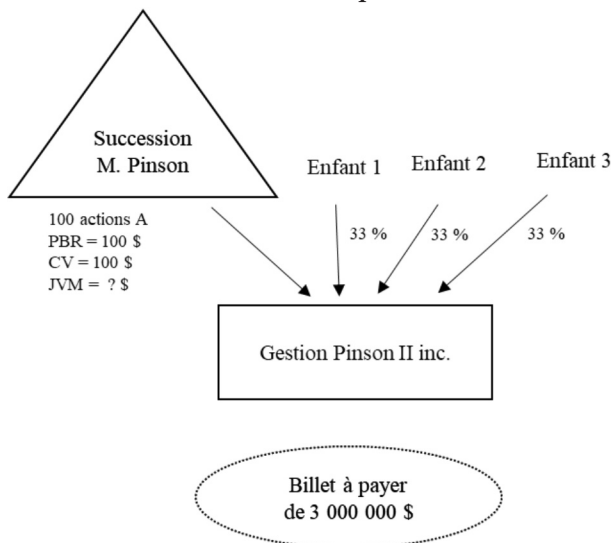 Succession
M. Pinson
Enfant 1
Enfant 2
Enfant 3
100 actions A
PBR = 100 $
CV = 100 $
JVM = ? $
33 %
33 %
33 %
Gestion Pinson II inc.
Billet à payer
de 3 000 000 $